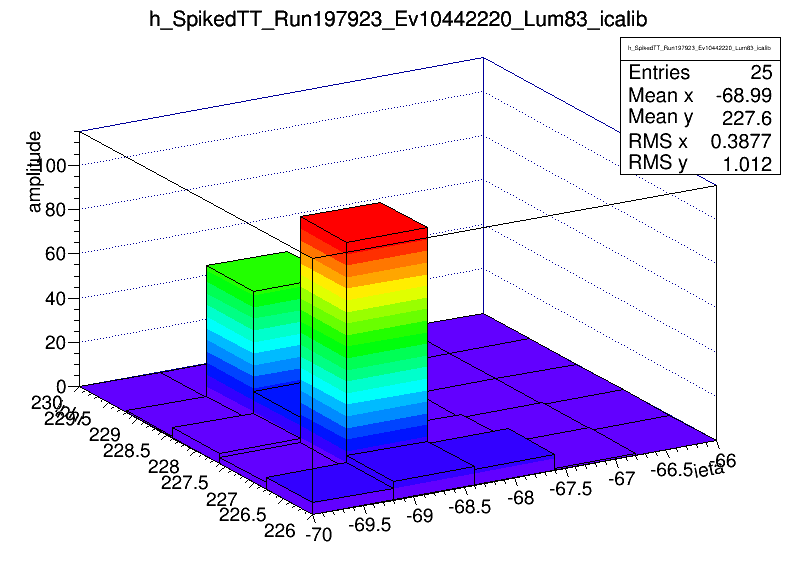 h_SpikedTT_Run197923_Ev10442220_Lum83_icalib
h_SpikedTT_Run197923_Ev10442220_Lum83_icalib
Entries 25
Mean x -68.99
Mean y 227.6
RMS x 0.3877
RMS y 1.012
amplitude
100
80
60
40
20
0
230
229.5
229
228.5
228
227.5
227
226.5
226
-70
-69.5
-69
-68.5
-68
-67.5
-67
-66.5
-66
ieta